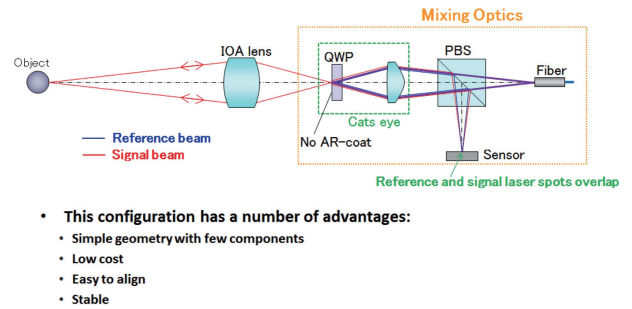 Mixing Optics
Object
IOA lens
QWP
PBS
Fiber
Cats eye
No AR-coat
Reference beam
Signal beam
Sensor
Reference and signal laser spots overlap
• This configuration has a number of advantages:
• Simple geometry with few components
• Low cost
• Easy to align
• Stable